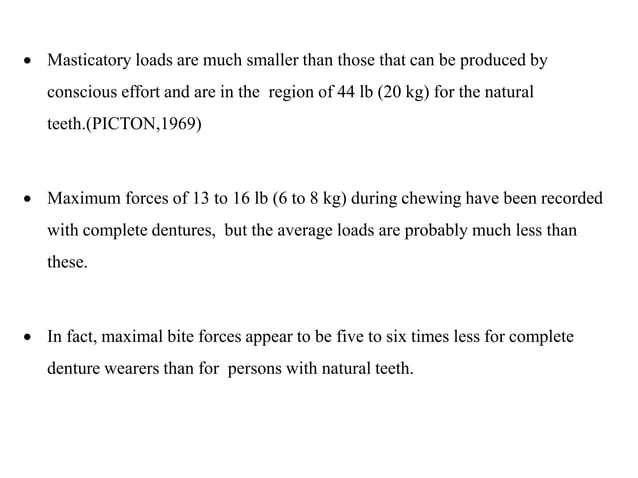 • Masticatory loads are much smaller than those that can be produced by
conscious effort and are in the  region of 44 lb (20 kg) for the natural
teeth.(PICTON,1969)
• Maximum forces of 13 to 16 lb (6 to 8 kg) during chewing have been recorded
with complete dentures,  but the average loads are probably much less than
these.
• In fact, maximal bite forces appear to be five to six times less for complete
denture wearers than for  persons with natural teeth.